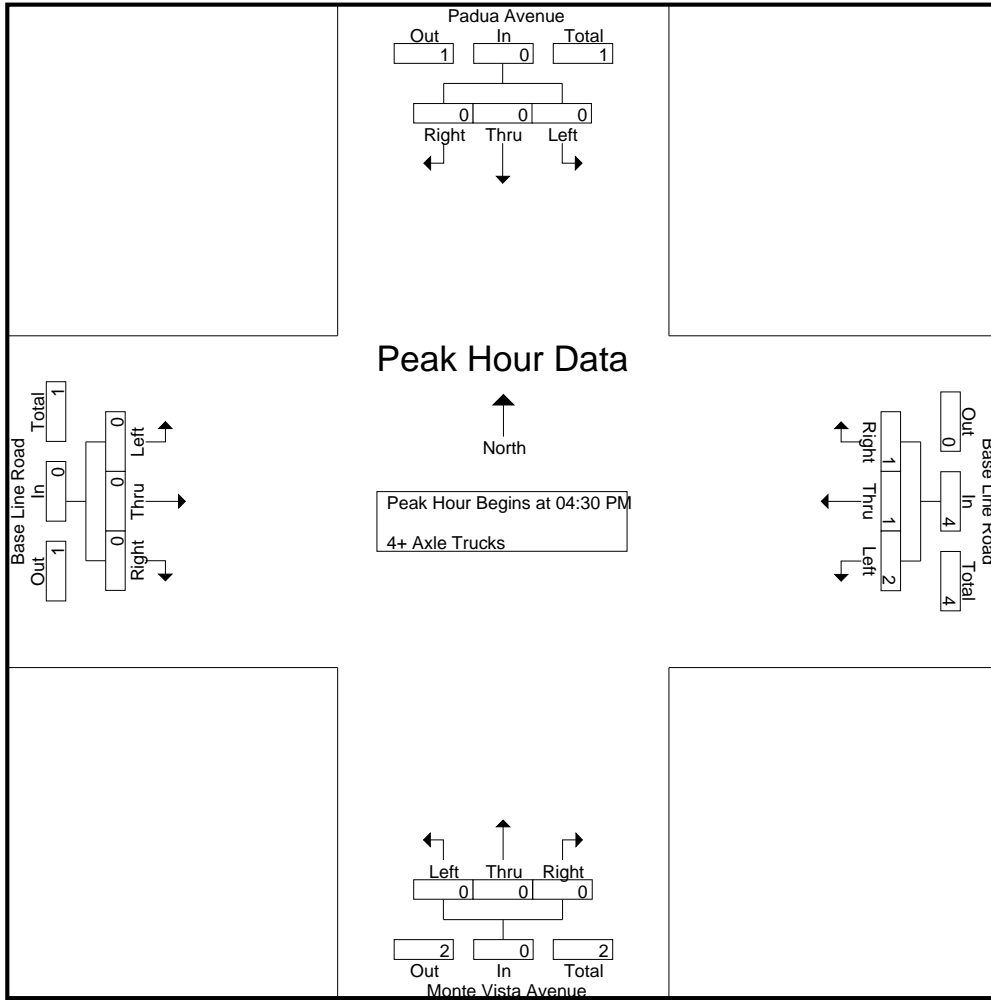 Padua Avenue
Out In Total
1 0 1
0 0 0
Right Thru Left
Peak Hour Data
North
Peak Hour Begins at 04:30 PM
4+ Axle Trucks
Base Line Road
Out In Total
1 0 1
0 0 0
Right Thru Left
Base Line Road
Out In Total
0 4 4
1 1 2
Right Thru Left
Left Thru Right
0 0 0
2 0 2
Out In Total
Monte Vista Avenue